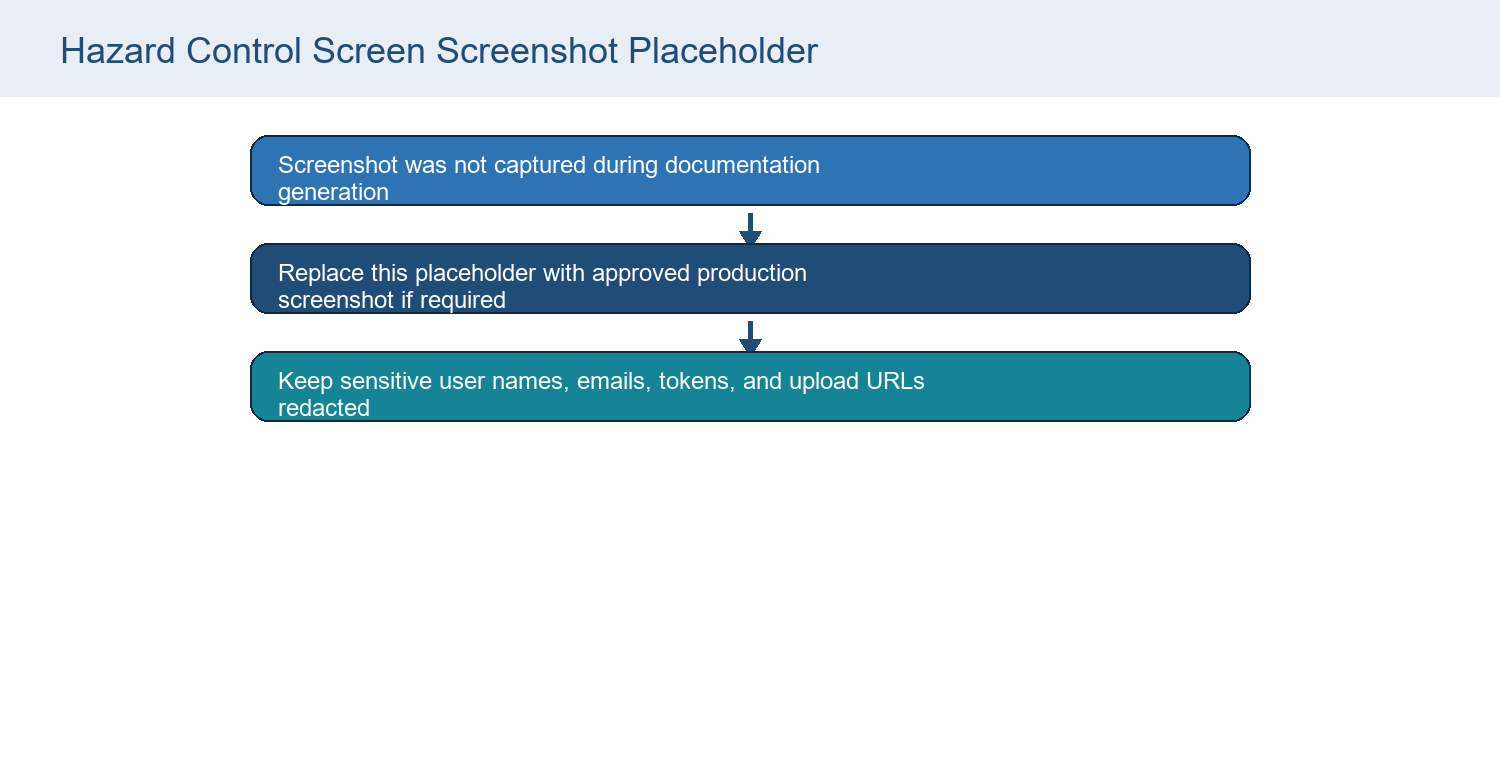 Hazard Control Screen Screenshot Placeholder
Screenshot was not captured during documentation
generation
Replace this placeholder with approved production
screenshot if required
Keep sensitive user names, emails, tokens, and upload URLs
redacted